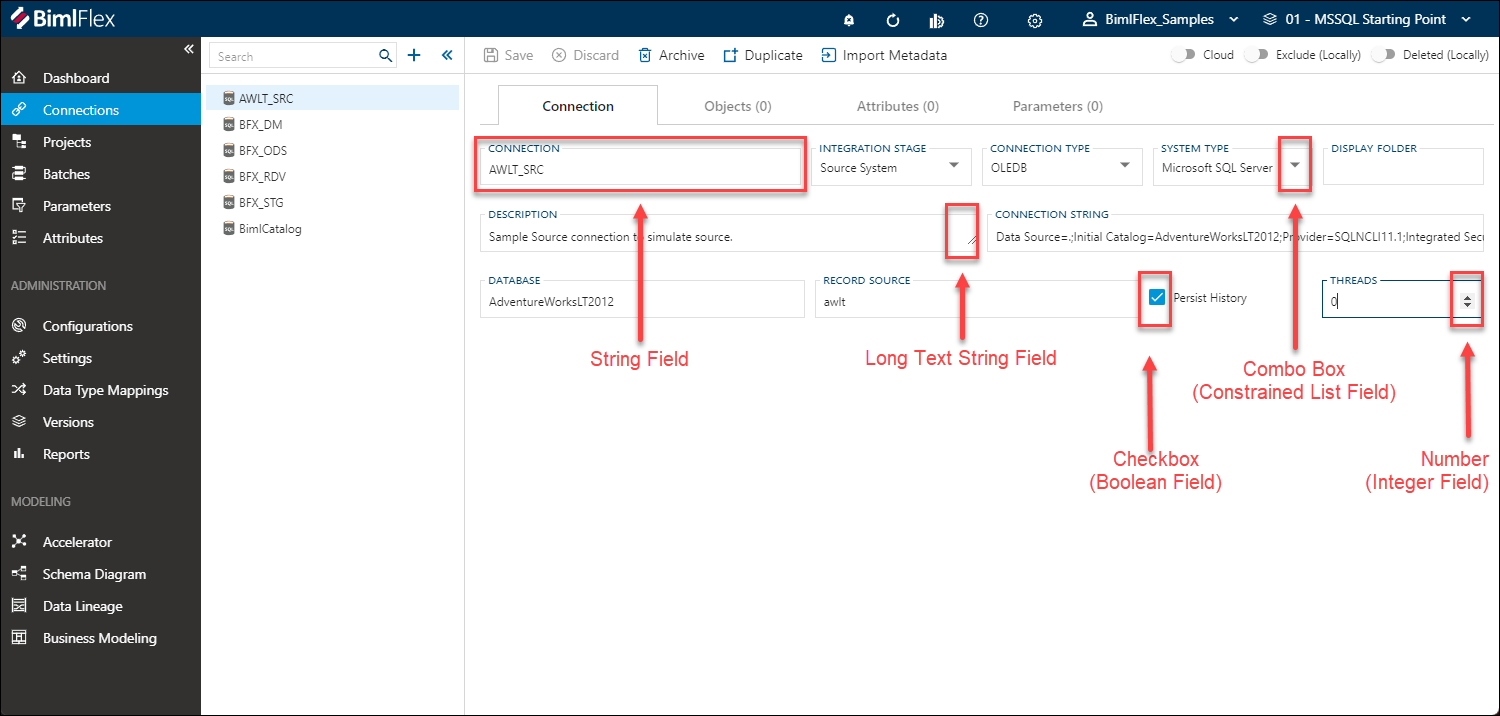 BimlFlex
BimlFlex_Samples
01 - MSSQL Starting Point
Dashboard
Connections
Projects
Batches
Parameters
Attributes
ADMINISTRATION
Configurations
Settings
Data Type Mappings
Versions
Reports
MODELING
Accelerator
Schema Diagram
Data Lineage
Business Modeling
Search
AWLT_SRC
BFX_DM
BFX_ODS
BFX_RDV
BFX_STG
BimlCatalog
Save Discard Archive Duplicate Import Metadata Cloud Exclude (Locally) Deleted (Locally)
Connection Objects (0) Attributes (0) Parameters (0)
CONNECTION INTEGRATION STAGE CONNECTION TYPE SYSTEM TYPE DISPLAY FOLDER
AWLT_SRC Source System OLEDB Microsoft SQL Server
DESCRIPTION CONNECTION STRING
Sample Source connection to simulate source. Data Source=.;Initial Catalog=AdventureWorksLT2012;Provider=SQLNCLI11.1;Integrated Secu
DATABASE RECORD SOURCE THREADS
AdventureWorksLT2012 awlt Persist History 0
String Field
Long Text String Field
Combo Box
(Constrained List Field)
Checkbox
(Boolean Field)
Number
(Integer Field)